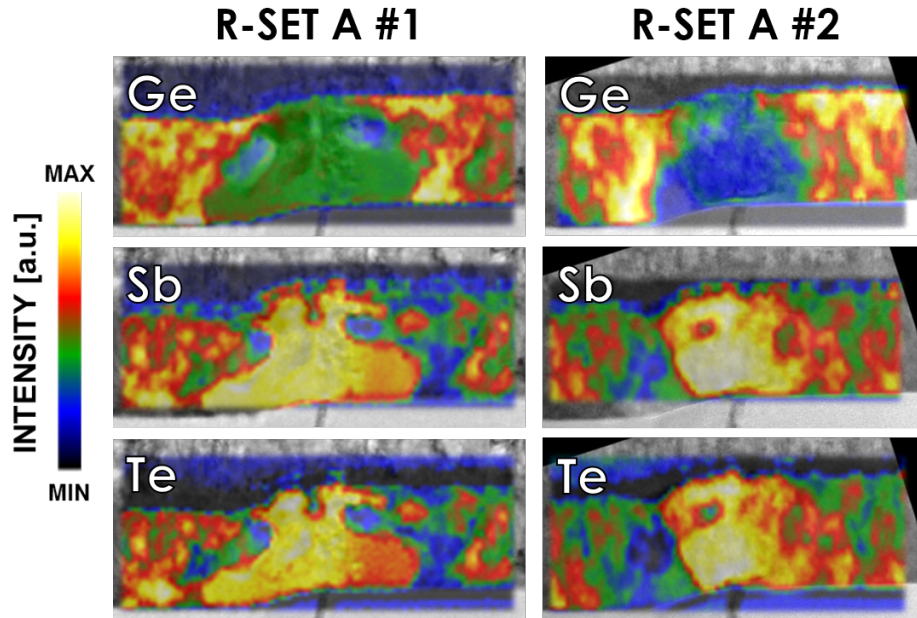 R-SET A #1
R-SET A #2
Ge
Ge
MAX
INTENSITY [a.u.]
MIN
Sb
Sb
Te
Te